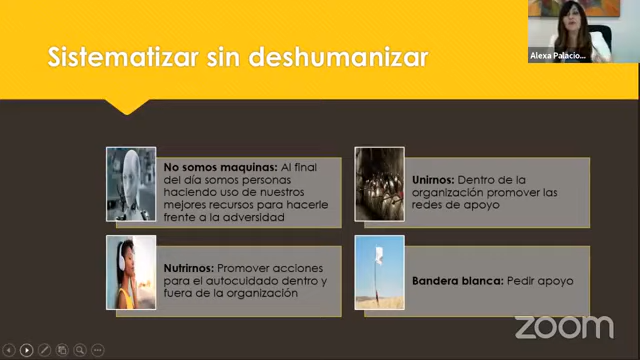 Sistematizar sin deshumanizar
Alexa Palacio...
No somos maquinas: Al final
del día somos personas
haciendo uso de nuestros
mejores recursos para hacerle
frente a la adversidad
Unirnos: Dentro de la
organización promover las
redes de apoyo
Nutrirnos: Promover acciones
para el autocuidado dentro y
fuera de la organización
Bandera blanca: Pedir apoyo
zoom